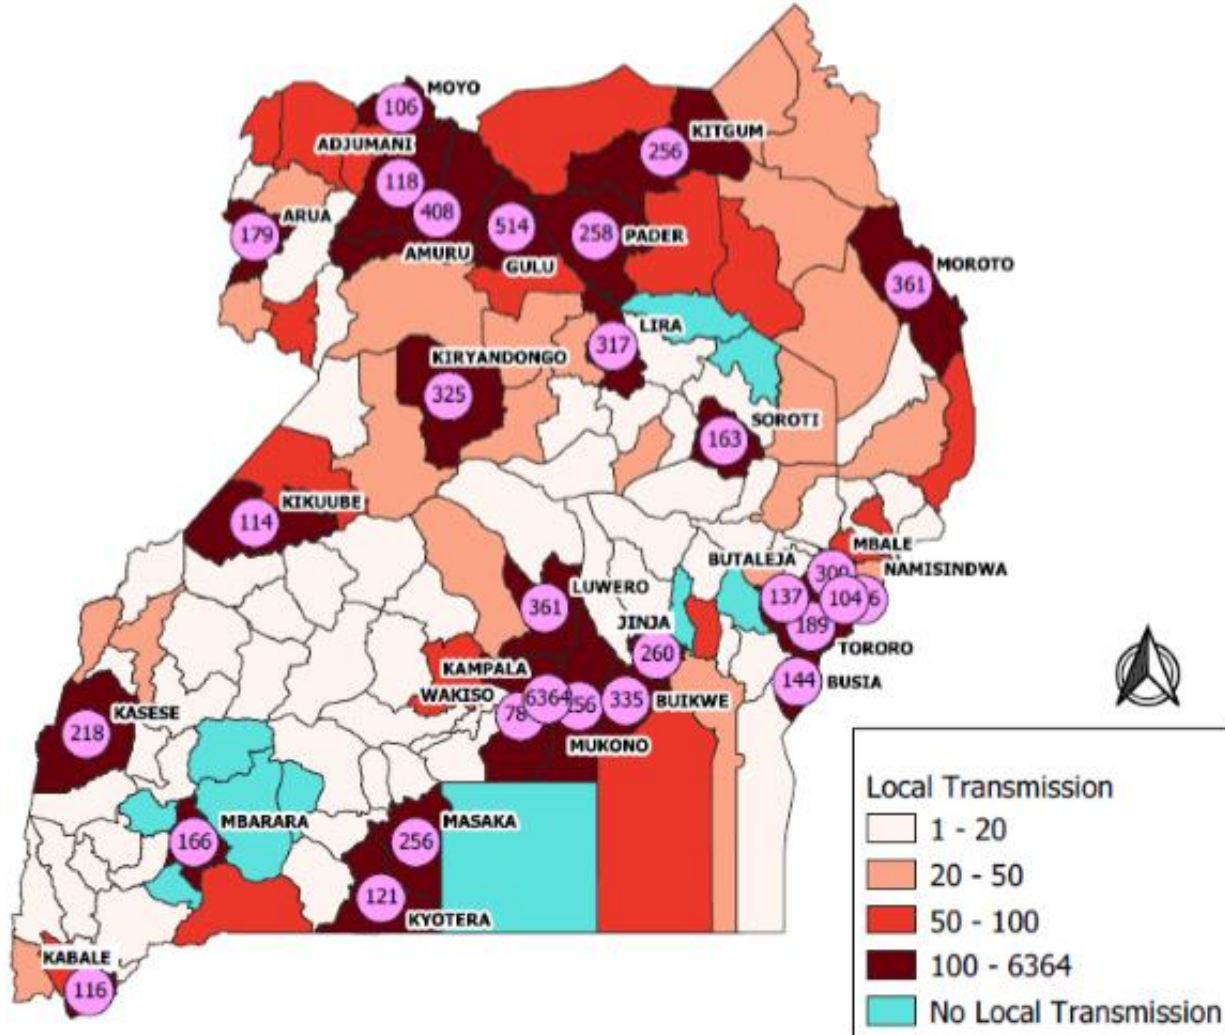 MOYO
106
KITGUM
ADJUMANI
256
118
ARUA
408
514
258
PADER
179
AMURU
GULU
MOROTO
361
LIRA
317
KIRYANDONGO
325
SOROTI
163
KIKUUBE
114
MBALE
BUTALEJA
NAMISINDWA
LUWERO
300
137
104
361
JINJA
189
TORORO
260
KAMPALA
BUSIA
144
WAKISO
6364
335
BUIKWE
KASESE
218
MUKONO
MBARARA
166
MASAKA
256
121
KYOTERA
KABALE
116
Local Transmission
1 - 20
20 - 50
50 - 100
100 - 6364
No Local Transmission